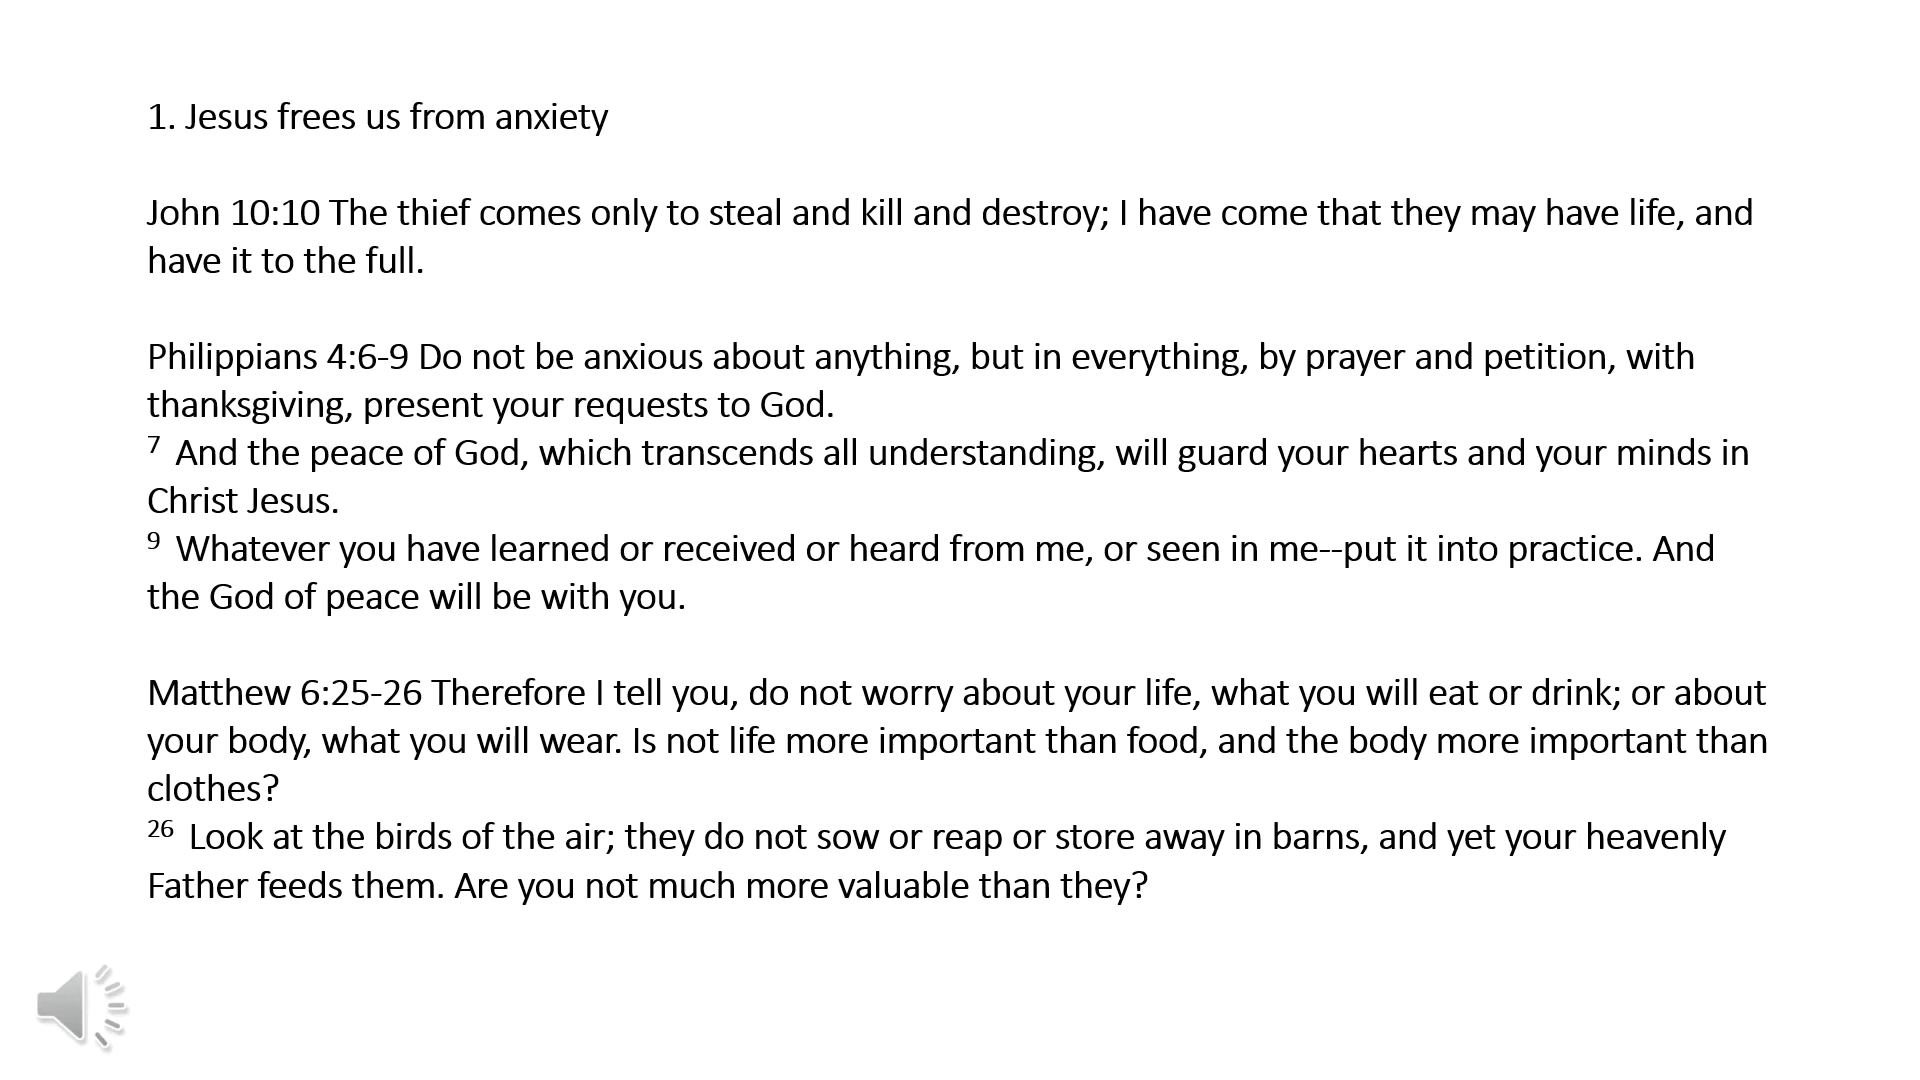 1. Jesus frees us from anxiety
John 10:10 The thief comes only to steal and kill and destroy; I have come that they may have life, and
have it to the full.
Philippians 4:6-9 Do not be anxious about anything, but in everything, by prayer and petition, with
thanksgiving, present your requests to God.
7 And the peace of God, which transcends all understanding, will guard your hearts and your minds in
Christ Jesus.
9 Whatever you have learned or received or heard from me, or seen in me--put it into practice. And
the God of peace will be with you.
Matthew 6:25-26 Therefore I tell you, do not worry about your life, what you will eat or drink; or about
your body, what you will wear. Is not life more important than food, and the body more important than
clothes?
26 Look at the birds of the air; they do not sow or reap or store away in barns, and yet your heavenly
Father feeds them. Are you not much more valuable than they?